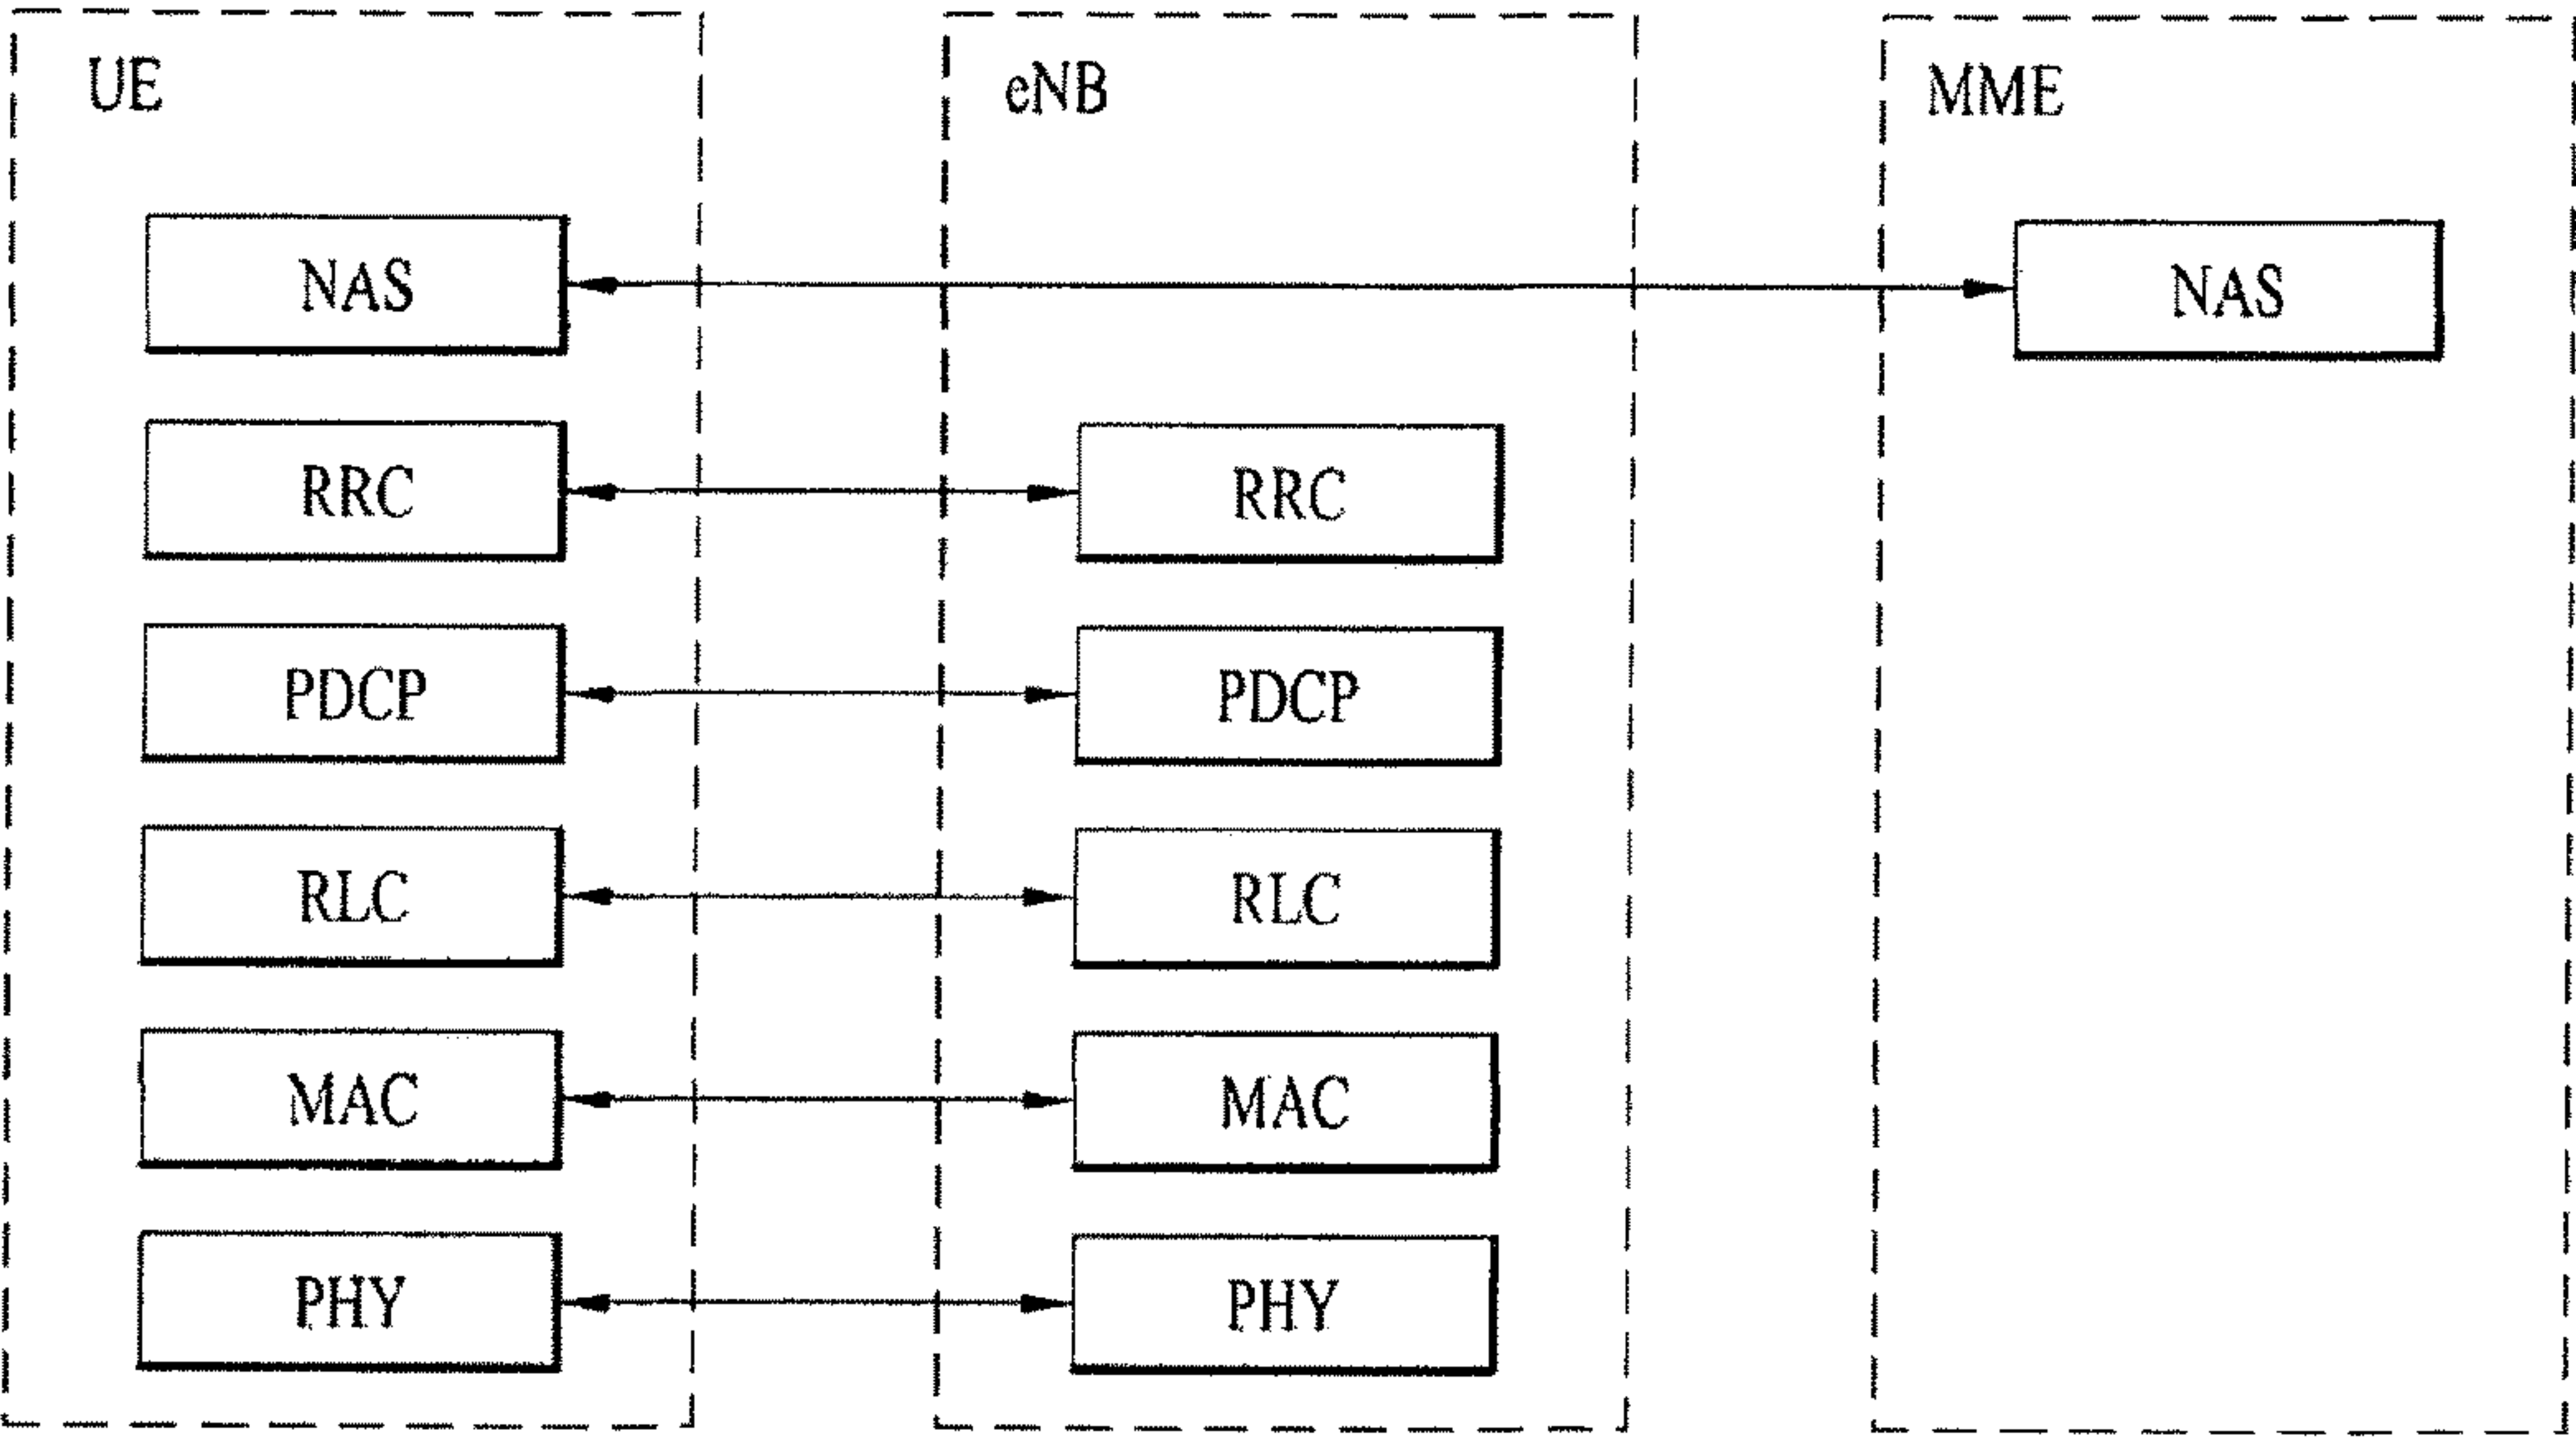 UE
eNB
MME
NAS
NAS
RRC
RRC
PDCP
PDCP
RLC
RLC
MAC
MAC
PHY
PHY